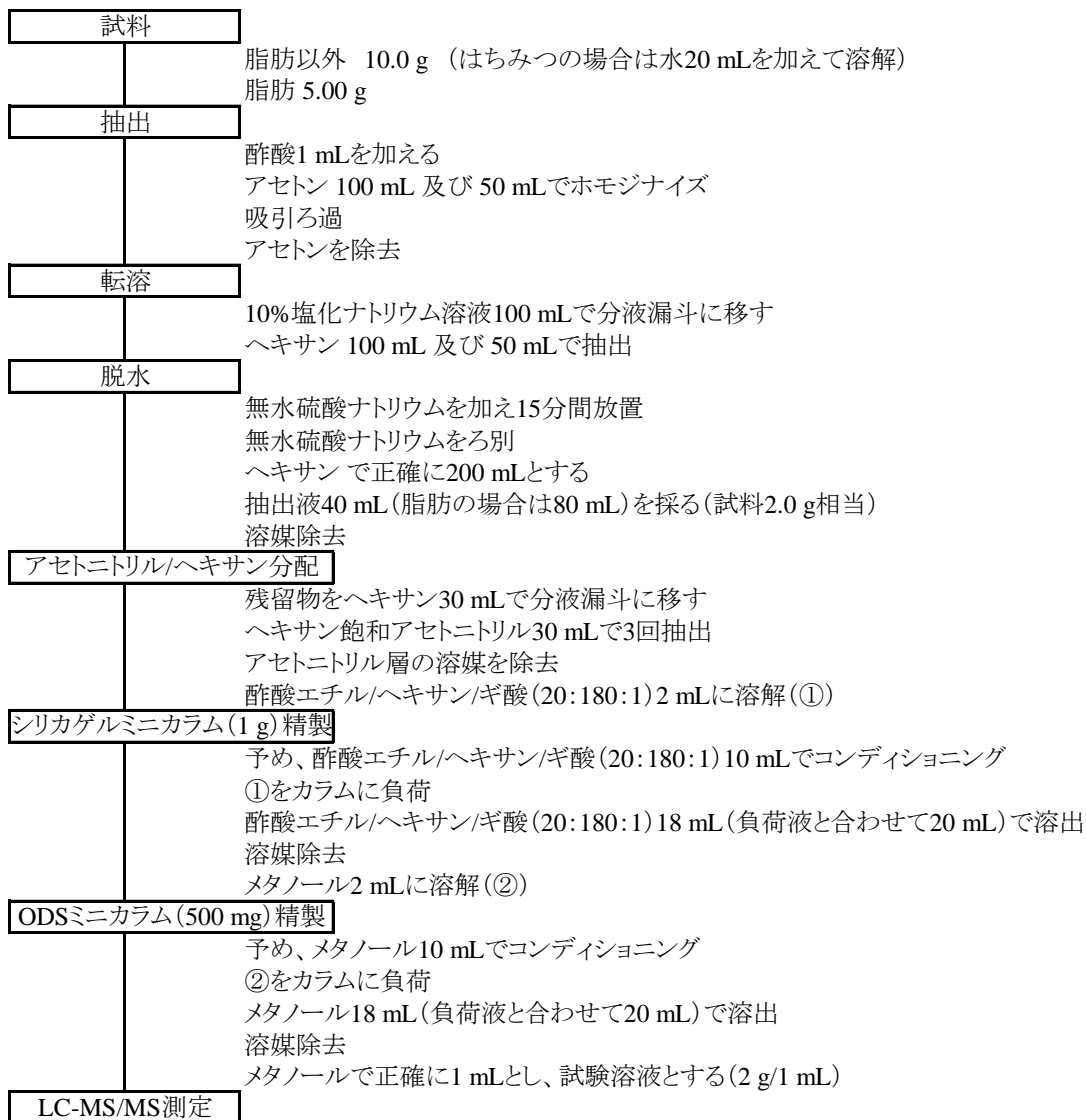 試料
脂肪以外 10.0 g (はちみつの場合は水20 mLを加えて溶解)
脂肪 5.00 g
抽出
酢酸1 mLを加える
アセトン 100 mL 及び 50 mLでホモジナイズ
吸引ろ過
アセトンを除去
転溶
10%塩化ナトリウム溶液100 mLで分液漏斗に移す
ヘキサン 100 mL 及び 50 mLで抽出
脱水
無水硫酸ナトリウムを加え15分間放置
無水硫酸ナトリウムをろ別
ヘキサン で正確に200 mLとする
抽出液40 mL(脂肪の場合は80 mL)を採る(試料2.0 g相当)
溶媒除去
アセトニトリル/ヘキサン分配
残留物をヘキサン30 mLで分液漏斗に移す
ヘキサン飽和アセトニトリル30 mLで3回抽出
アセトニトリル層の溶媒を除去
酢酸エチル/ヘキサン/ギ酸(20:180:1)2 mLに溶解(①)
シリカゲルミニカラム(1 g)精製
予め、酢酸エチル/ヘキサン/ギ酸(20:180:1)10 mLでコンディショニング
①をカラムに負荷
酢酸エチル/ヘキサン/ギ酸(20:180:1)18 mL(負荷液と合わせて20 mL)で溶出
溶媒除去
メタノール2 mLに溶解(②)
ODSミニカラム(500 mg)精製
予め、メタノール10 mLでコンディショニング
②をカラムに負荷
メタノール18 mL(負荷液と合わせて20 mL)で溶出
溶媒除去
メタノールで正確に1 mLとし、試験溶液とする(2 g/1 mL)
LC-MS/MS測定